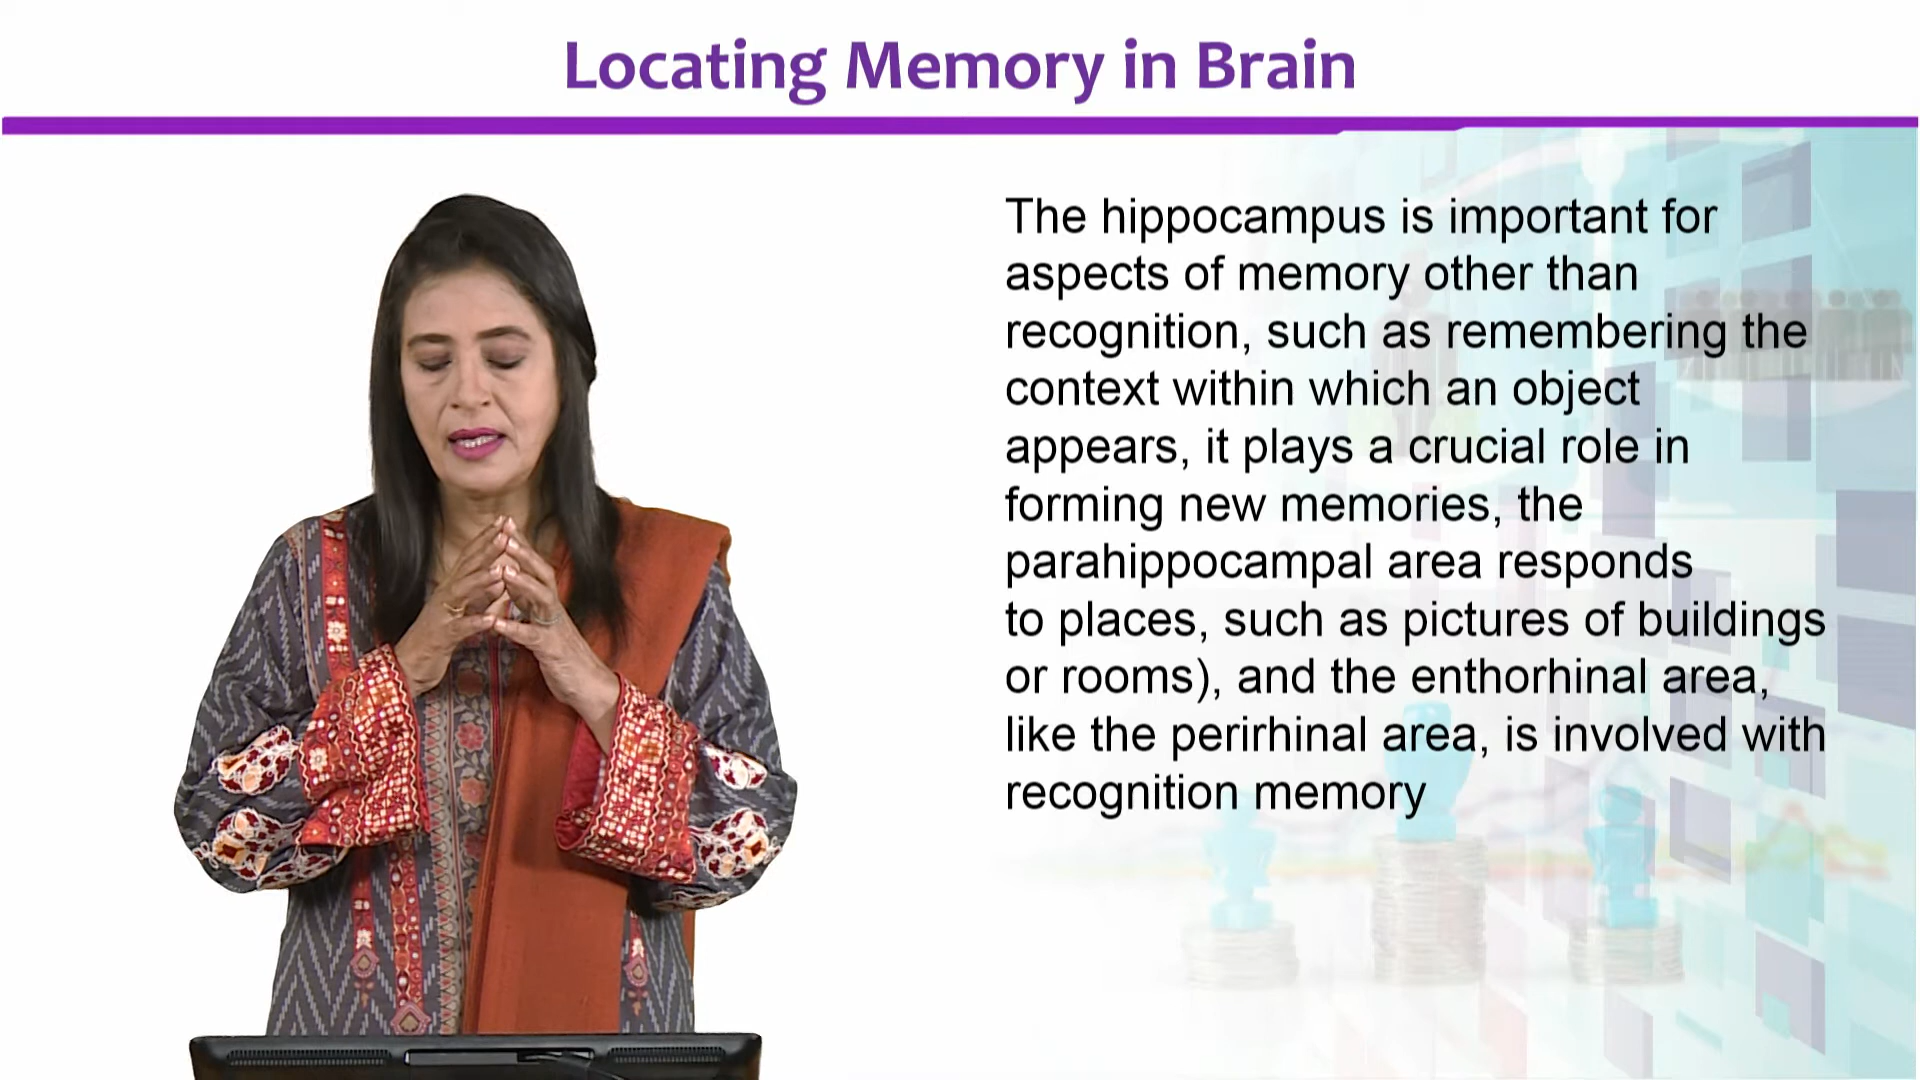 Locating Memory in Brain
The hippocampus is important for
aspects of memory other than
recognition, such as remembering the
context within which an object
appears, it plays a crucial role in
forming new memories, the
parahippocampal area responds
to places, such as pictures of buildings
or rooms), and the enthorhinal area,
like the perirhinal area, is involved with
recognition memory